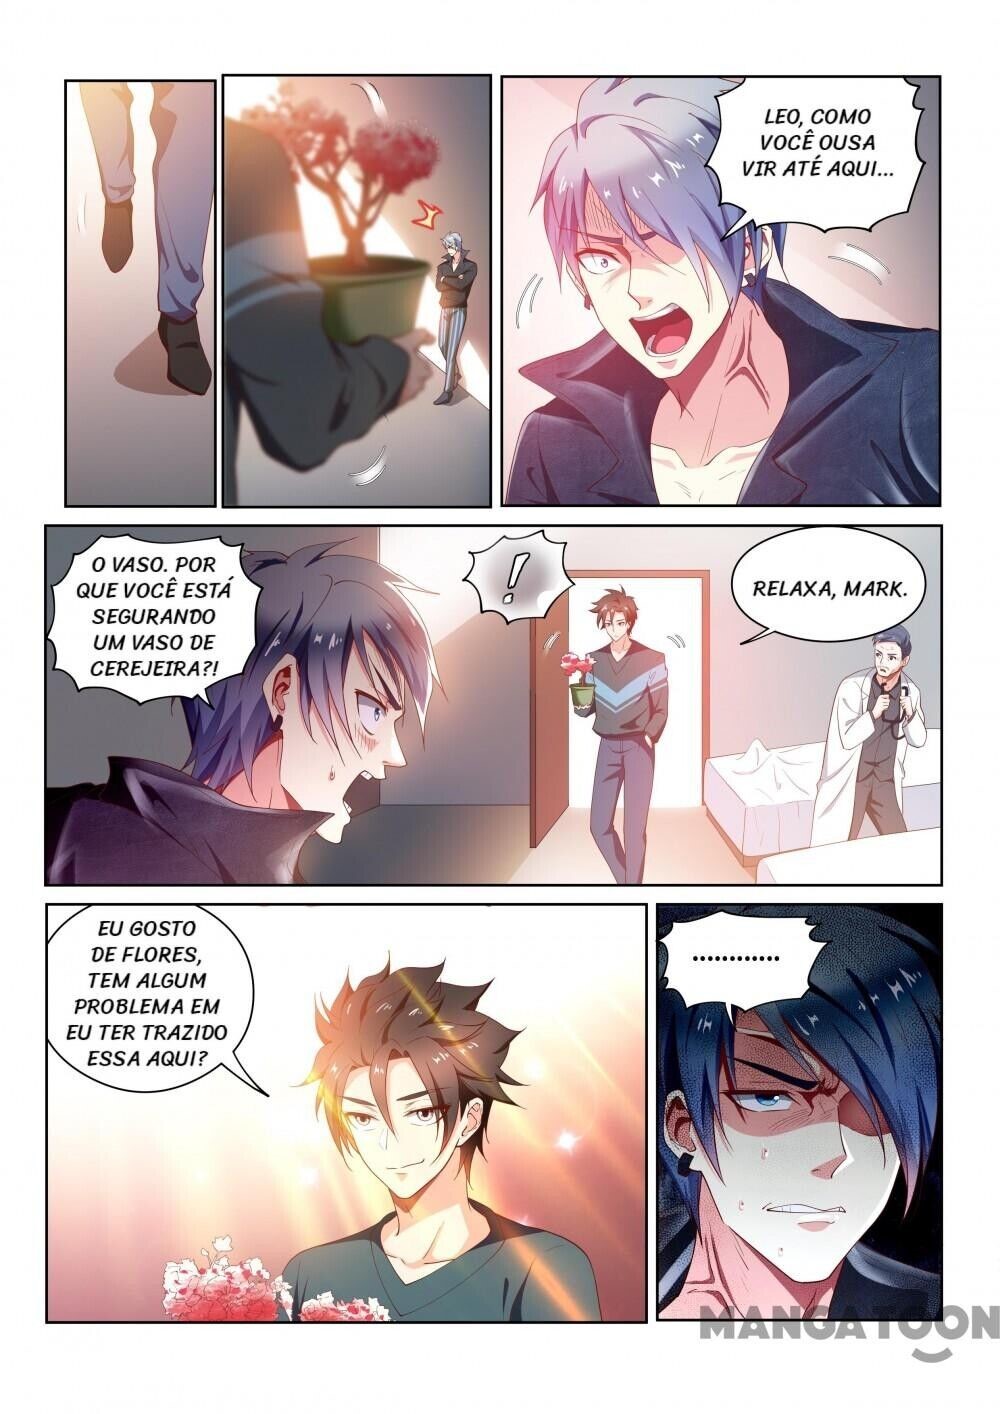 LEO, COMO
VOCÊ OUSA
VIR ATÉ AQUI...
O VASO. POR
QUE VOCÊ ESTÁ
SEGURANDO
UM VASO DE
CEREJEIRA?!
!
RELAXA, MARK.
EU GOSTO
DE FLORES,
TEM ALGUM
PROBLEMA EM
EU TER TRAZIDO
ESSA AQUI?
.............
MANGATOON